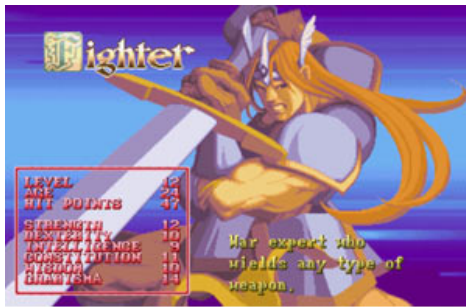 Fighter
LEVEL 12
AGE 24
HIT POINTS 47
STRENGTH 12
DEXTERITY 10
INTELLIGENCE 9
CONSTITUTION 11
WISDOM 10
CHARISMA 14
War expert who
wields any type of
weapon.